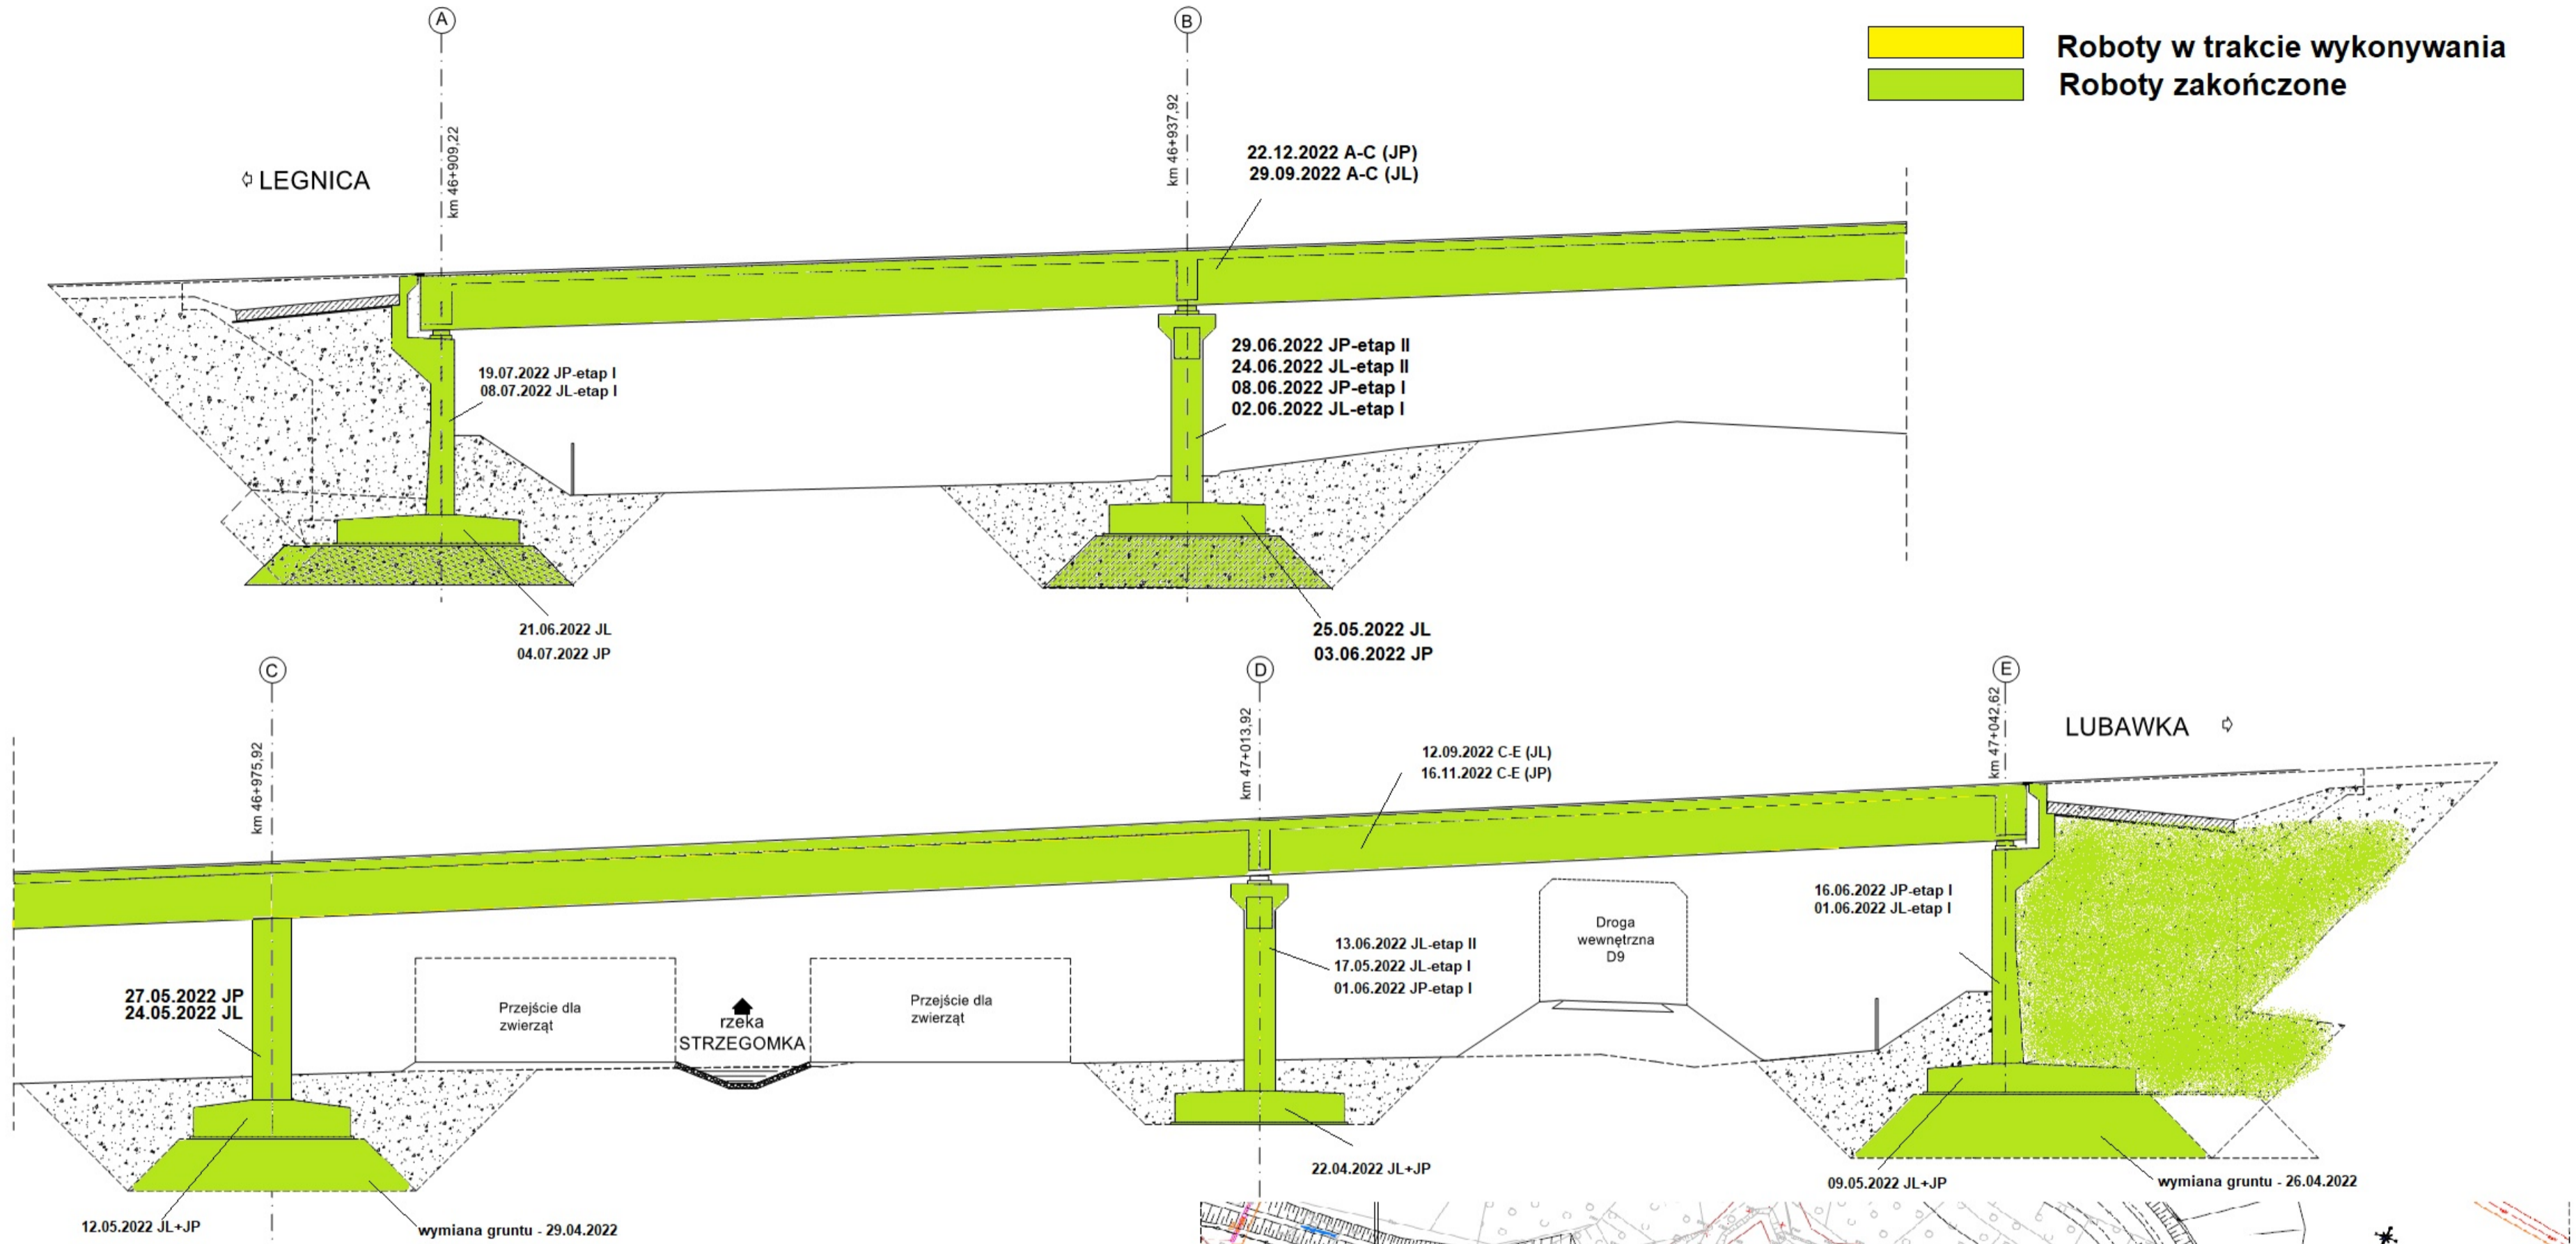 A
B
Roboty w trakcie wykonywania
Roboty zakończone
km 46+909,22
km 46+937,92
22.12.2022 A-C (JP)
29.09.2022 A-C (JL)
LEGNICA
29.06.2022 JP-etap II
24.06.2022 JL-etap II
08.06.2022 JP-etap I
02.06.2022 JL-etap I
19.07.2022 JP-etap I
08.07.2022 JL-etap I
21.06.2022 JL
04.07.2022 JP
25.05.2022 JL
03.06.2022 JP
C
D
E
km 46+975,92
km 47+013,92
km 47+042,62
LUBAWKA
12.09.2022 C-E (JL)
16.11.2022 C-E (JP)
16.06.2022 JP-etap I
01.06.2022 JL-etap I
Droga
wewnętrzna
D9
13.06.2022 JL-etap II
17.05.2022 JL-etap I
01.06.2022 JP-etap I
27.05.2022 JP
24.05.2022 JL
Przejście dla
zwierząt
rzeka
STRZEGOMKA
Przejście dla
zwierząt
22.04.2022 JL+JP
09.05.2022 JL+JP
wymiana gruntu - 26.04.2022
12.05.2022 JL+JP
wymiana gruntu - 29.04.2022